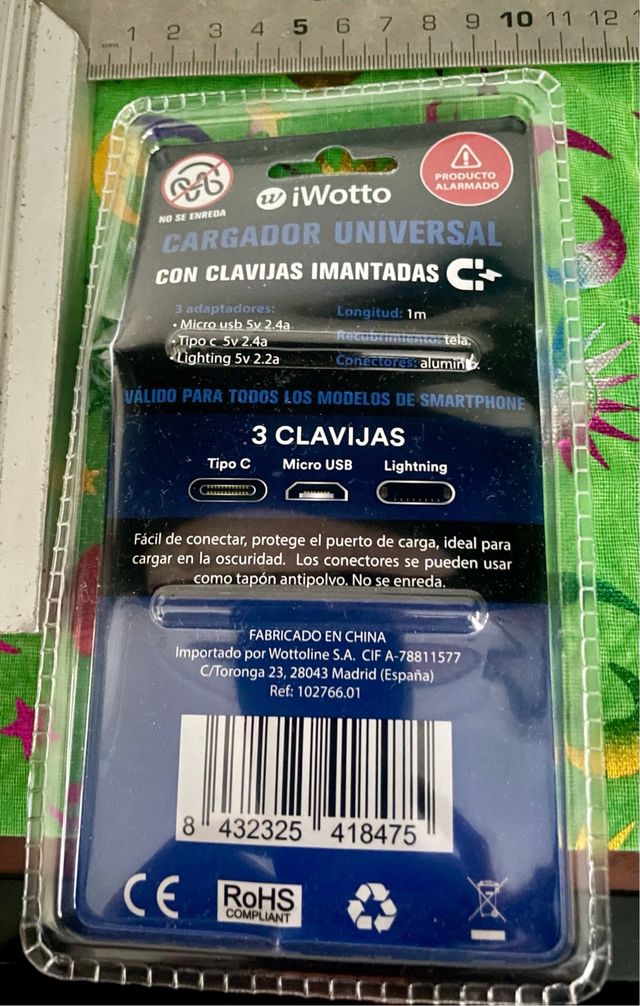 1 2 3 4 5 6 7 8 9 10 11 12
PRODUCTO
ALARMADO
NO SE ENREDA
w iWotto
CARGADOR UNIVERSAL
CON CLAVIJAS IMANTADAS
3 adaptadores:
• Micro usb 5v 2.4a
• Tipo c 5v 2.4a
• Lighting 5v 2.2a
Longitud: 1m
Recubrimiento: tela.
Conectores: aluminio.
VÁLIDO PARA TODOS LOS MODELOS DE SMARTPHONE
3 CLAVIJAS
Tipo C Micro USB Lightning
Fácil de conectar, protege el puerto de carga, ideal para
cargar en la oscuridad. Los conectores se pueden usar
como tapón antipolvo. No se enreda.
FABRICADO EN CHINA
Importado por Wottoline S.A. CIF A-78811577
C/Toronga 23, 28043 Madrid (España)
Ref: 102766.01
8 432325 418475
CE
RoHS
COMPLIANT